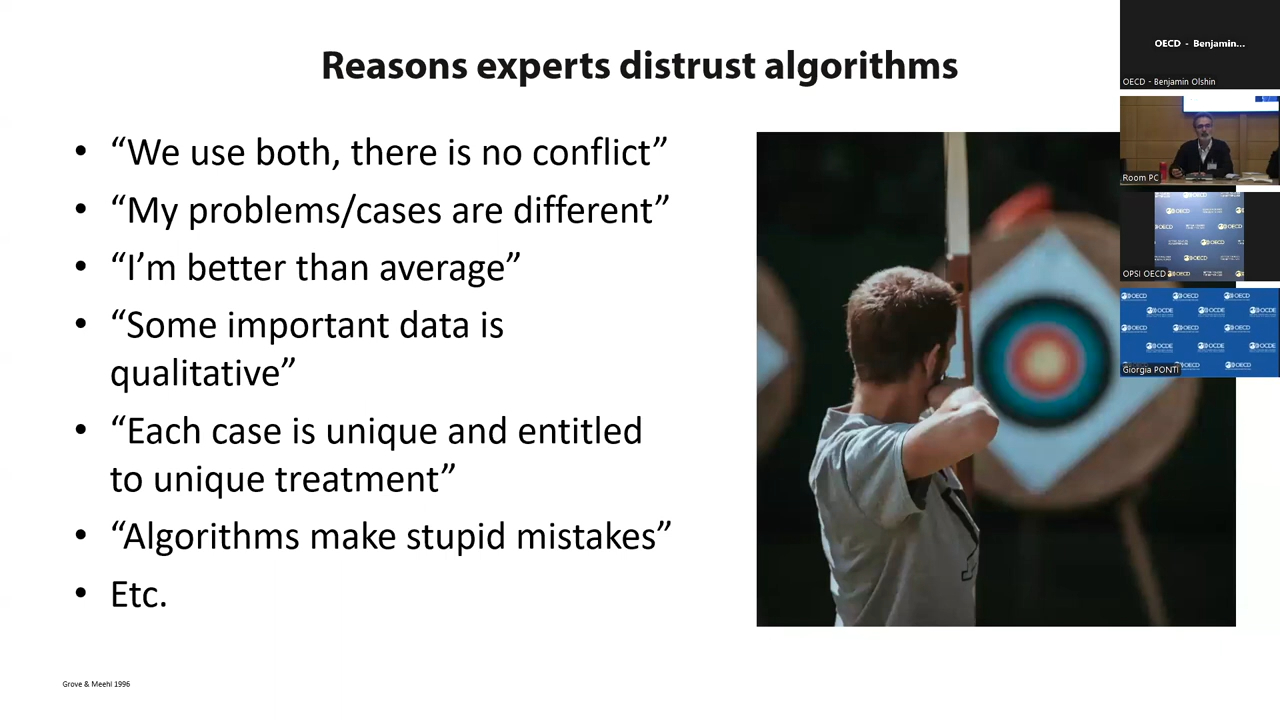 Reasons experts distrust algorithms
• “We use both, there is no conflict”
• “My problems/cases are different”
• “I’m better than average”
• “Some important data is
qualitative”
• “Each case is unique and entitled
to unique treatment”
• “Algorithms make stupid mistakes”
• Etc.
Grove & Meehl 1996
OECD - Benjamin...
OECD - Benjamin Olshin
Room PC
OPSI OECD
Giorgia PONTI